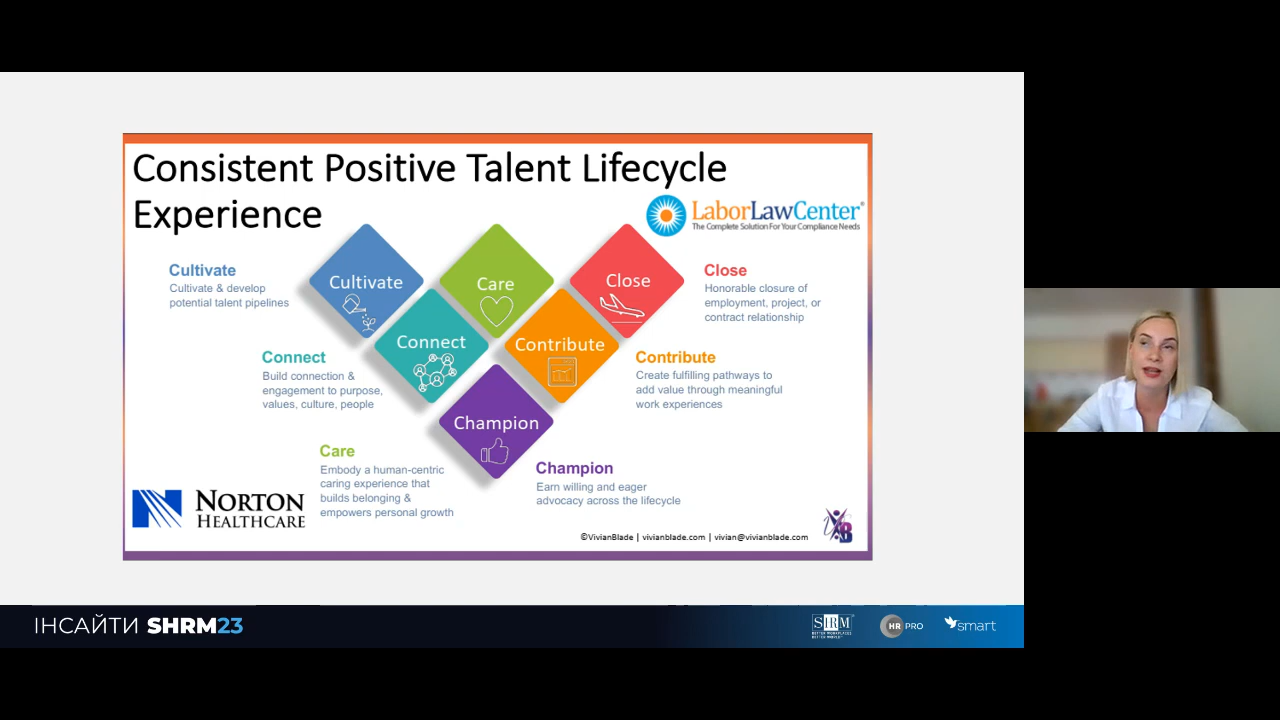 Consistent Positive Talent Lifecycle
Experience
LaborLawCenter®
The Complete Solution For Your Compliance Needs
Cultivate
Care
Close
Connect
Contribute
Champion
Cultivate
Cultivate & develop
potential talent pipelines
Close
Honorable closure of
employment, project, or
contract relationship
Connect
Build connection &
engagement to purpose,
values, culture, people
Contribute
Create fulfilling pathways to
add value through meaningful
work experiences
Care
Embody a human-centric
caring experience that
builds belonging &
empowers personal growth
Champion
Earn willing and eager
advocacy across the lifecycle
NORTON
HEALTHCARE
©VivianBlade | vivianblade.com | vivian@vivianblade.com
ІНСАЙТИ SHRM23
SHRM
BETTER WORKPLACES
BETTER WORLD
HR PRO
smart